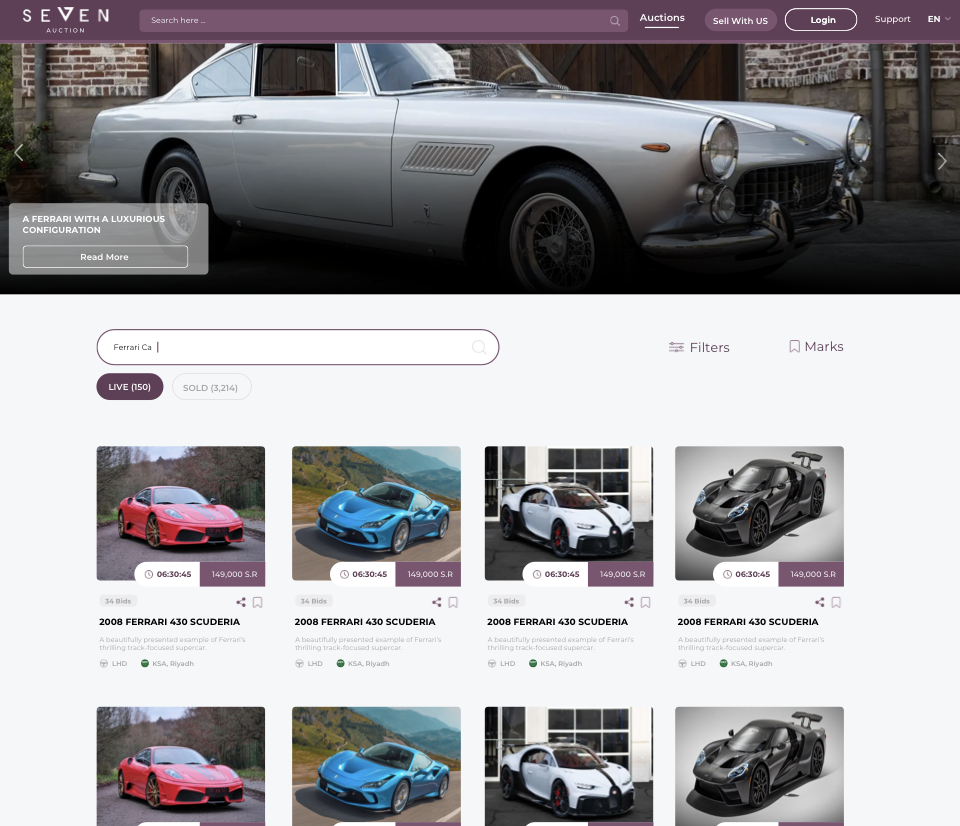 SEVEN
AUCTION
Search here ...
Auctions
Sell With US
Login
Support
EN
A FERRARI WITH A LUXURIOUS
CONFIGURATION
Read More
Ferrari Ca
Filters
Marks
LIVE (150)
SOLD (3,214)
06:30:45
149,000 S.R
06:30:45
149,000 S.R
06:30:45
149,000 S.R
06:30:45
149,000 S.R
34 Bids
34 Bids
34 Bids
34 Bids
2008 FERRARI 430 SCUDERIA
2008 FERRARI 430 SCUDERIA
2008 FERRARI 430 SCUDERIA
2008 FERRARI 430 SCUDERIA
A beautifully presented example of Ferrari's
thrilling track-focused supercar.
A beautifully presented example of Ferrari's
thrilling track-focused supercar.
A beautifully presented example of Ferrari's
thrilling track-focused supercar.
A beautifully presented example of Ferrari's
thrilling track-focused supercar.
LHD
KSA, Riyadh
LHD
KSA, Riyadh
LHD
KSA, Riyadh
LHD
KSA, Riyadh